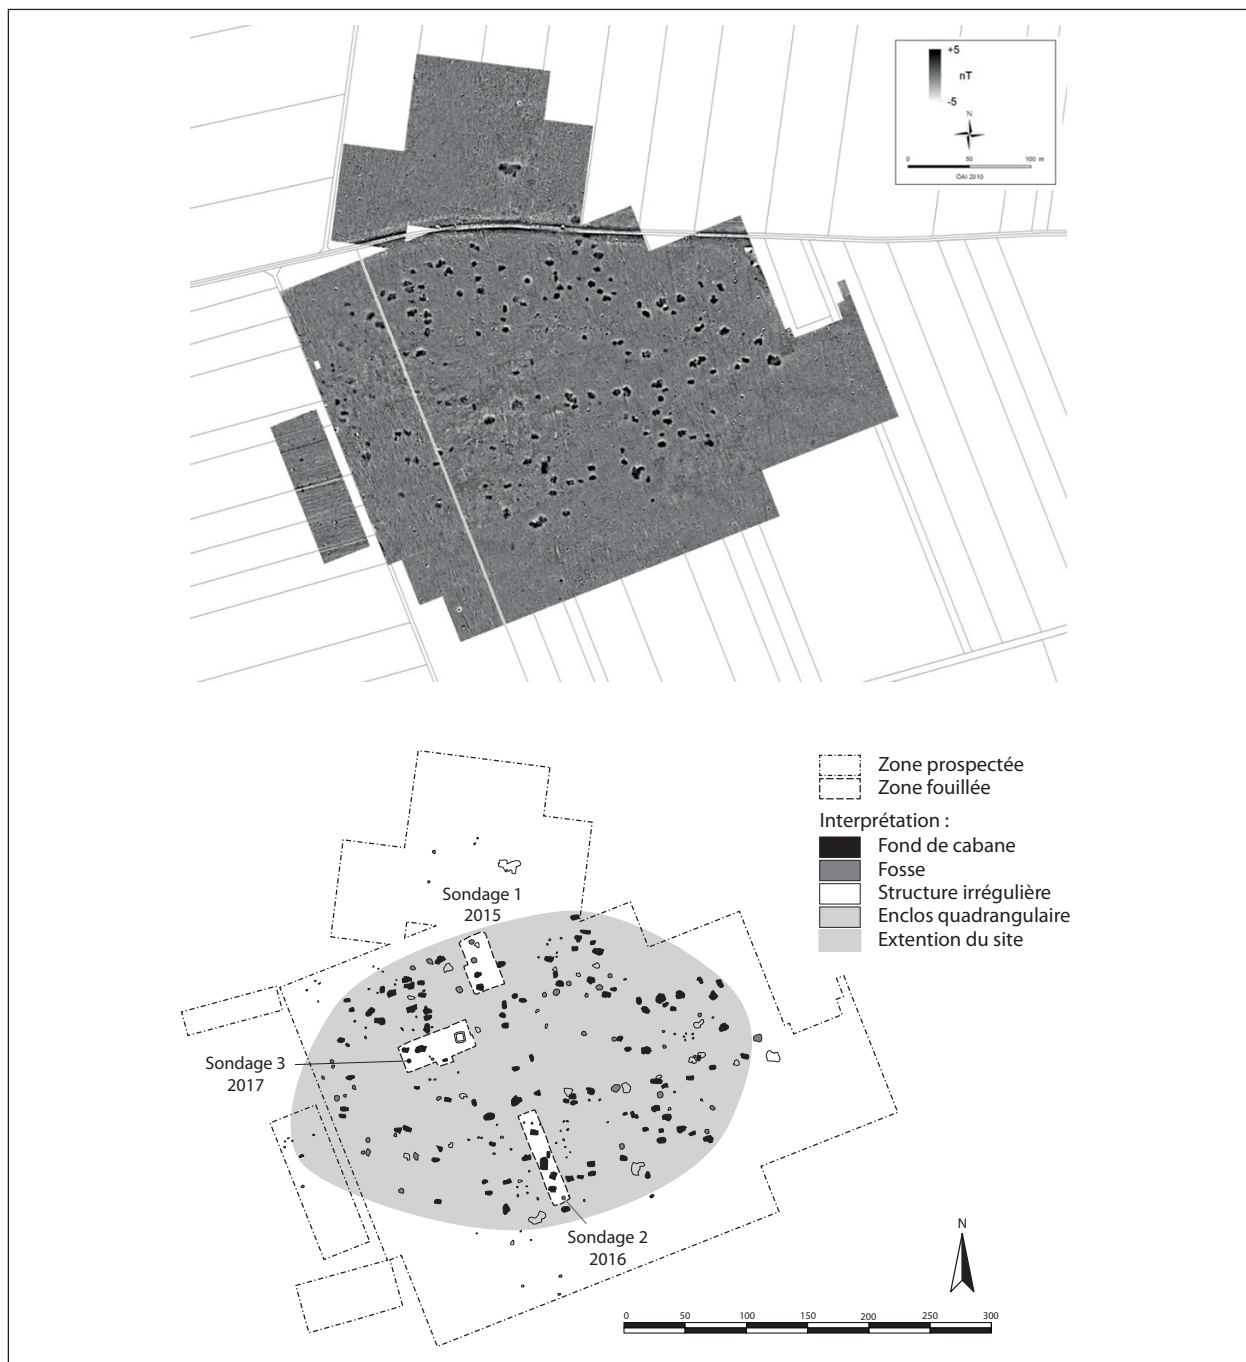 +5
nT
-5
N
0 50 100 m
ÖAI 2010
Zone prospectée
Zone fouillée
Interprétation :
Fond de cabane
Fosse
Structure irrégulière
Enclos quadrangulaire
Extention du site
Sondage 1
2015
Sondage 3
2017
Sondage 2
2016
N
0 50 100 150 200 250 300